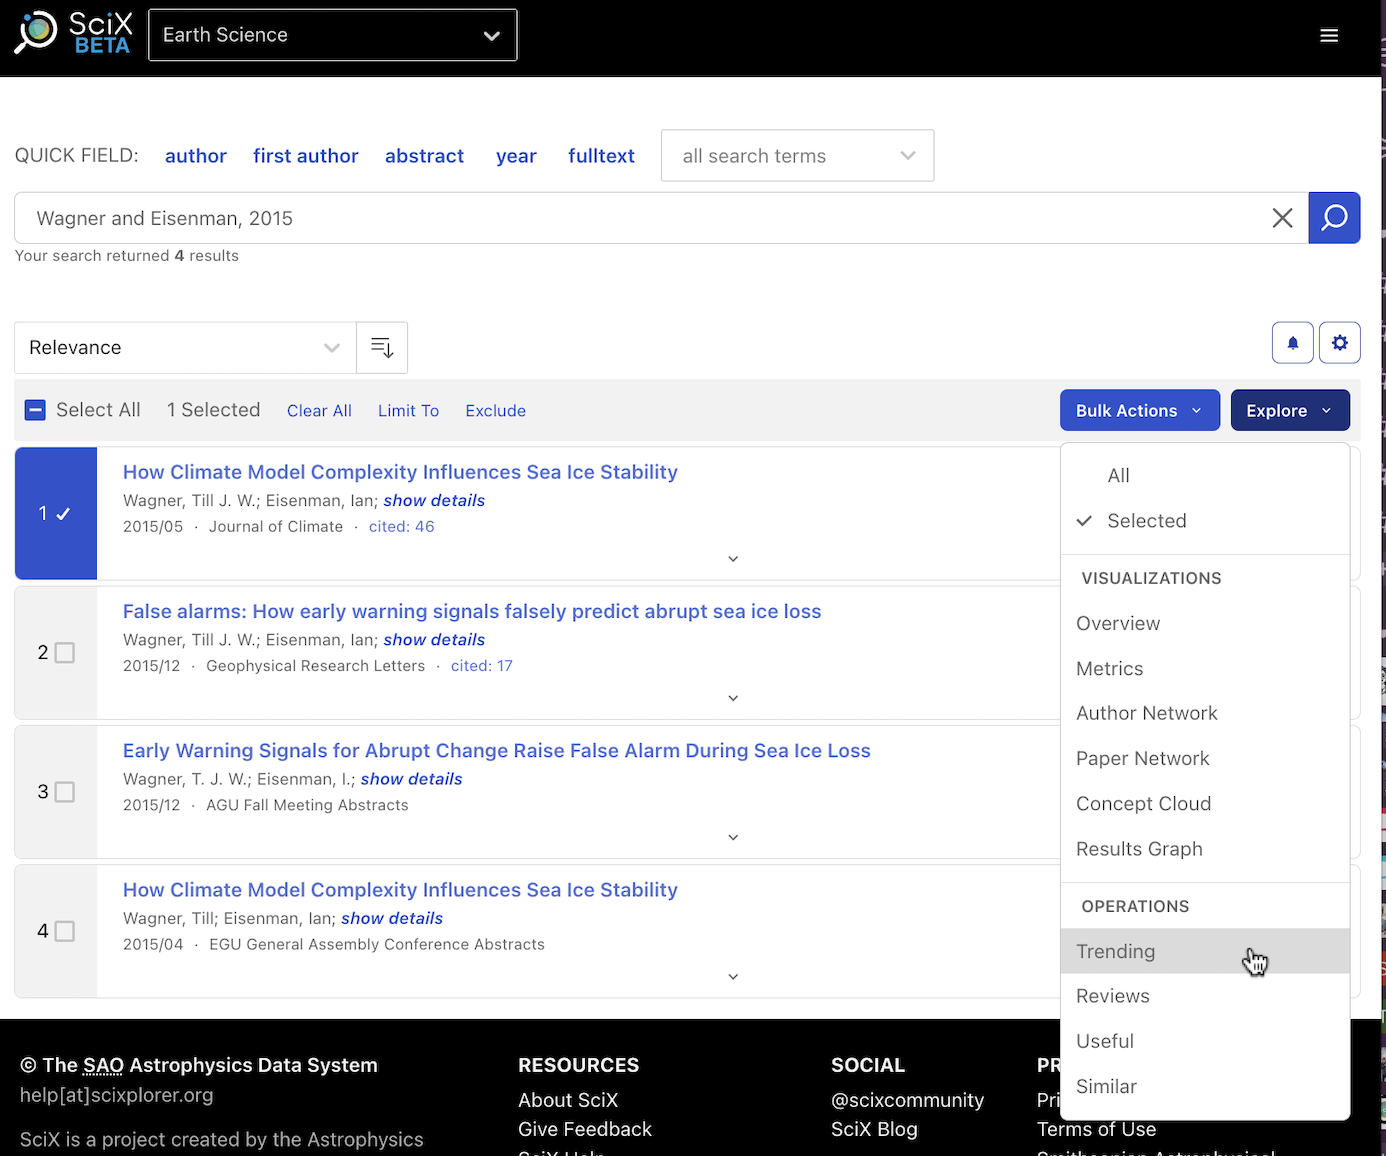 SciX
BETA
Earth Science
QUICK FIELD: author first author abstract year fulltext all search terms
Wagner and Eisenman, 2015
Your search returned 4 results
Relevance
Select All 1 Selected Clear All Limit To Exclude Bulk Actions Explore
1 How Climate Model Complexity Influences Sea Ice Stability
Wagner, Till J. W.; Eisenman, Ian; show details
2015/05 · Journal of Climate · cited: 46
2 False alarms: How early warning signals falsely predict abrupt sea ice loss
Wagner, Till J. W.; Eisenman, Ian; show details
2015/12 · Geophysical Research Letters · cited: 17
3 Early Warning Signals for Abrupt Change Raise False Alarm During Sea Ice Loss
Wagner, T. J. W.; Eisenman, I.; show details
2015/12 · AGU Fall Meeting Abstracts
4 How Climate Model Complexity Influences Sea Ice Stability
Wagner, Till; Eisenman, Ian; show details
2015/04 · EGU General Assembly Conference Abstracts
All
Selected
VISUALIZATIONS
Overview
Metrics
Author Network
Paper Network
Concept Cloud
Results Graph
OPERATIONS
Trending
Reviews
Useful
Similar
© The SAO Astrophysics Data System
help[at]scixplorer.org
SciX is a project created by the Astrophysics
RESOURCES
About SciX
Give Feedback
SciX Help
SOCIAL
@scixcommunity
SciX Blog
Terms of Use
Smithsonian Astrophysical